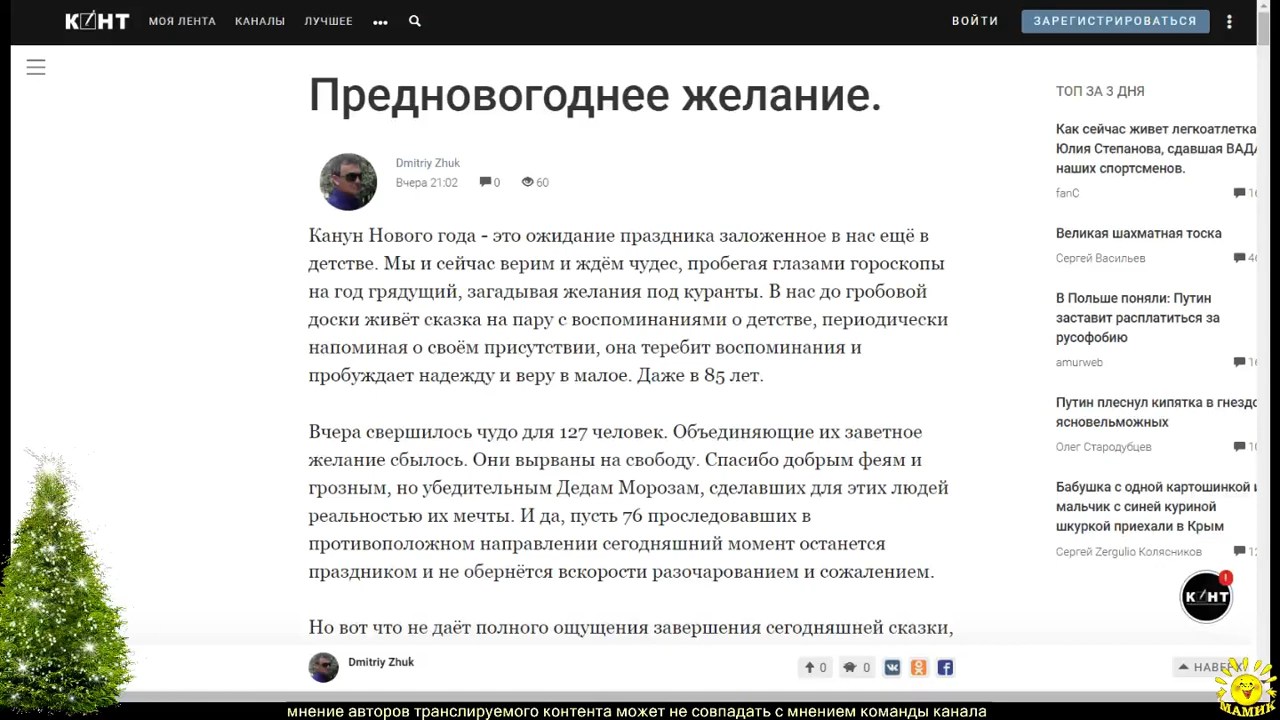 КОНТ МОЯ ЛЕНТА КАНАЛЫ ЛУЧШЕЕ ••• ВОЙТИ ЗАРЕГИСТРИРОВАТЬСЯ
Предновогоднее желание.
Dmitriy Zhuk
Вчера 21:02 0 60
Канун Нового года - это ожидание праздника заложенное в нас ещё в
детстве. Мы и сейчас верим и ждём чудес, пробегая глазами гороскопы
на год грядущий, загадывая желания под куранты. В нас до гробовой
доски живёт сказка на пару с воспоминаниями о детстве, периодически
напоминая о своём присутствии, она теребит воспоминания и
пробуждает надежду и веру в малое. Даже в 85 лет.
Вчера свершилось чудо для 127 человек. Объединяющие их заветное
желание сбылось. Они вырваны на свободу. Спасибо добрым феям и
грозным, но убедительным Дедам Морозам, сделавших для этих людей
реальностью их мечты. И да, пусть 76 проследовавших в
противоположном направлении сегодняшний момент останется
праздником и не обернётся вскорости разочарованием и сожалением.
Но вот что не даёт полного ощущения завершения сегодняшней сказки,
ТОП ЗА 3 ДНЯ
Как сейчас живет легкоатлетка
Юлия Степанова, сдавшая ВАДА
наших спортсменов.
fanC
Великая шахматная тоска
Сергей Васильев
В Польше поняли: Путин
заставит расплатиться за
русофобию
amurweb
Путин плеснул кипятка в гнездо
ясновельможных
Олег Стародубцев
Бабушка с одной картошинкой и
мальчик с синей куриной
шкуркой приехали в Крым
Сергей Zergulio Колясников
КОНТ
Dmitriy Zhuk 0 0
МАМИК
мнение авторов транслируемого контента может не совпадать с мнением команды канала